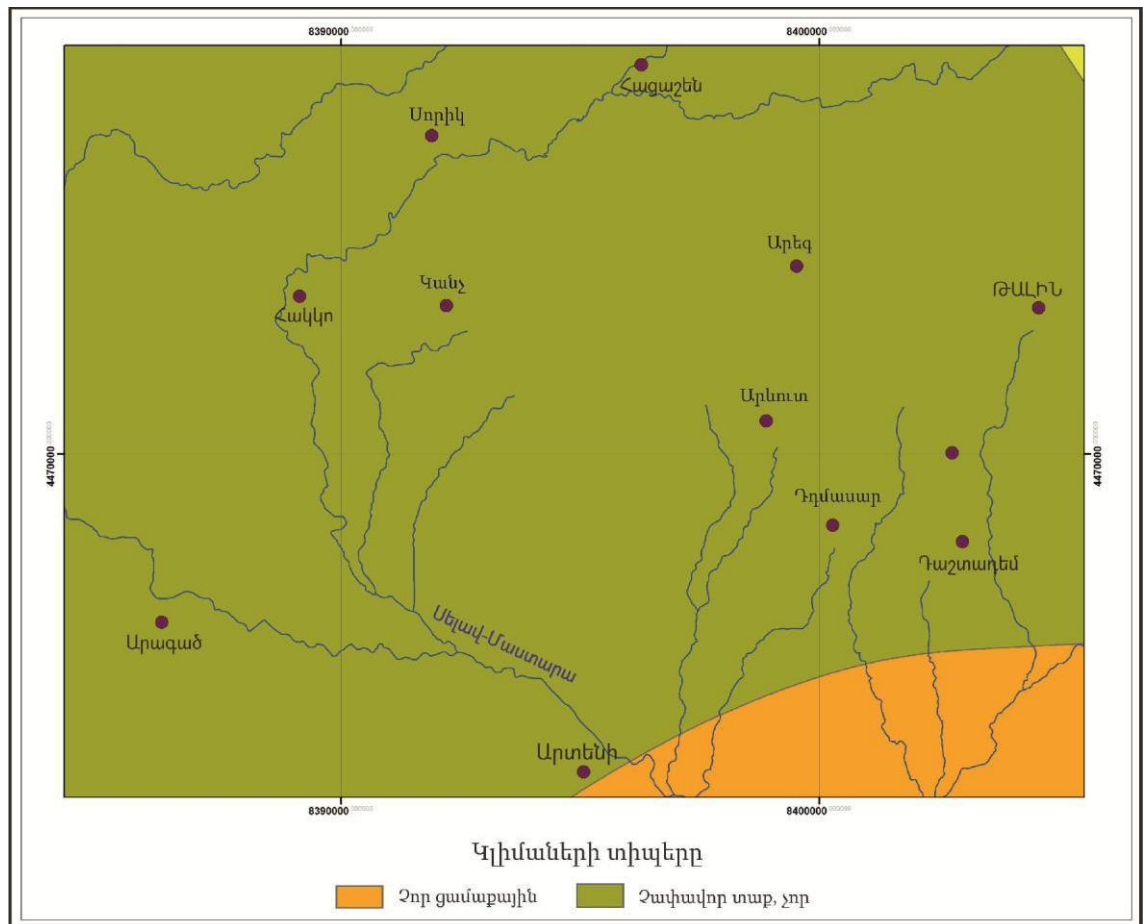 8390000 8400000
Հացաշեն
Սորիկ
Արեգ
Կանչ
ԹԱԼԻՆ
Հակկո
Արևուտ
4470000 4470000
Դդմասար
Դաշտադեմ
Արագած
Սելավ-Մաստարա
Արտենի
8390000 8400000
Կլիմաների տիպերը
Չոր ցամաքային Չափավոր տաք, չոր